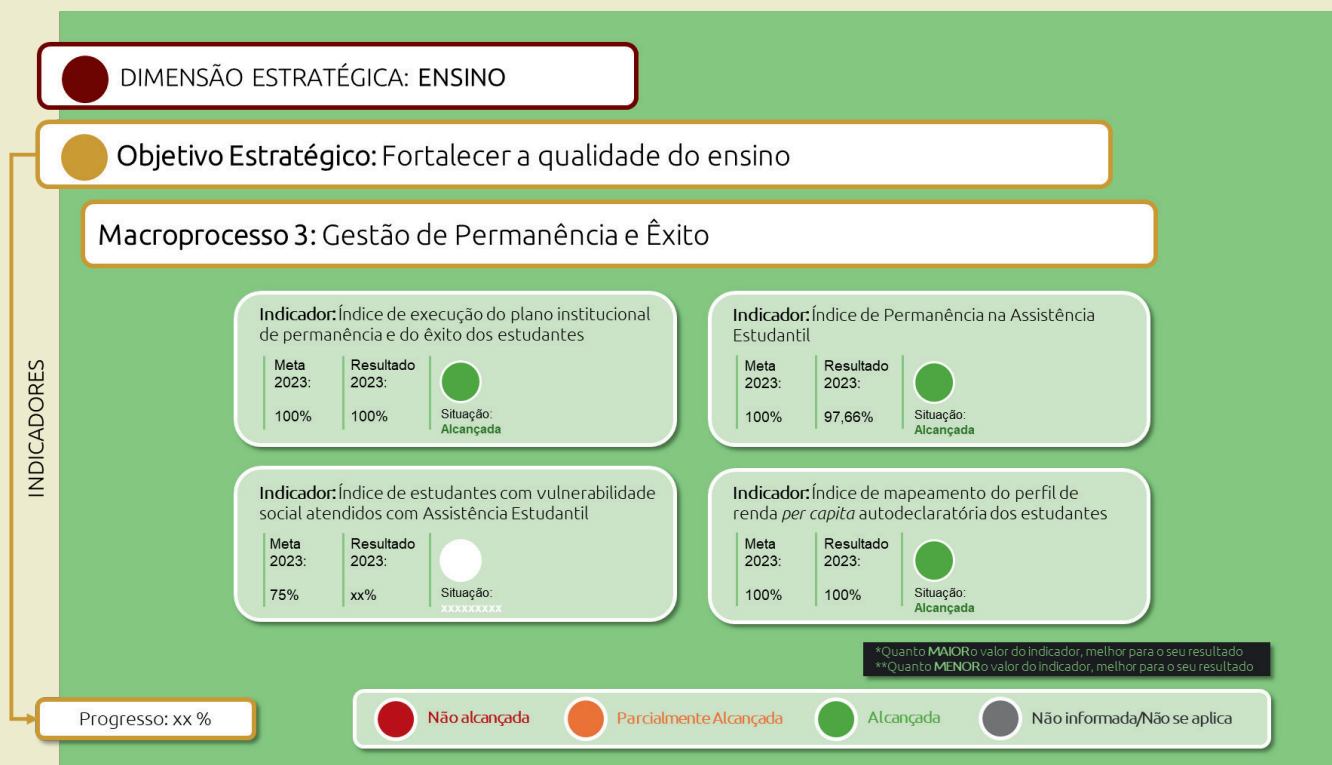 DIMENSÃO ESTRATÉGICA: ENSINO
Objetivo Estratégico: Fortalecer a qualidade do ensino
Macroprocesso 3: Gestão de Permanência e Êxito
INDICADORES
Indicador: Índice de execução do plano institucional
de permanência e do êxito dos estudantes
Meta
2023:
100%
Resultado
2023:
100%
Situação:
Alcançada
Indicador: Índice de Permanência na Assistência
Estudantil
Meta
2023:
100%
Resultado
2023:
97,66%
Situação:
Alcançada
Indicador: Índice de estudantes com vulnerabilidade
social atendidos com Assistência Estudantil
Meta
2023:
75%
Resultado
2023:
xx%
Situação:
xxxxxxxxx
Indicador: Índice de mapeamento do perfil de
renda per capita autodeclaratória dos estudantes
Meta
2023:
100%
Resultado
2023:
100%
Situação:
Alcançada
*Quanto MAIOR o valor do indicador, melhor para o seu resultado
**Quanto MENOR o valor do indicador, melhor para o seu resultado
Progresso: xx %
Não alcançada
Parcialmente Alcançada
Alcançada
Não informada/Não se aplica